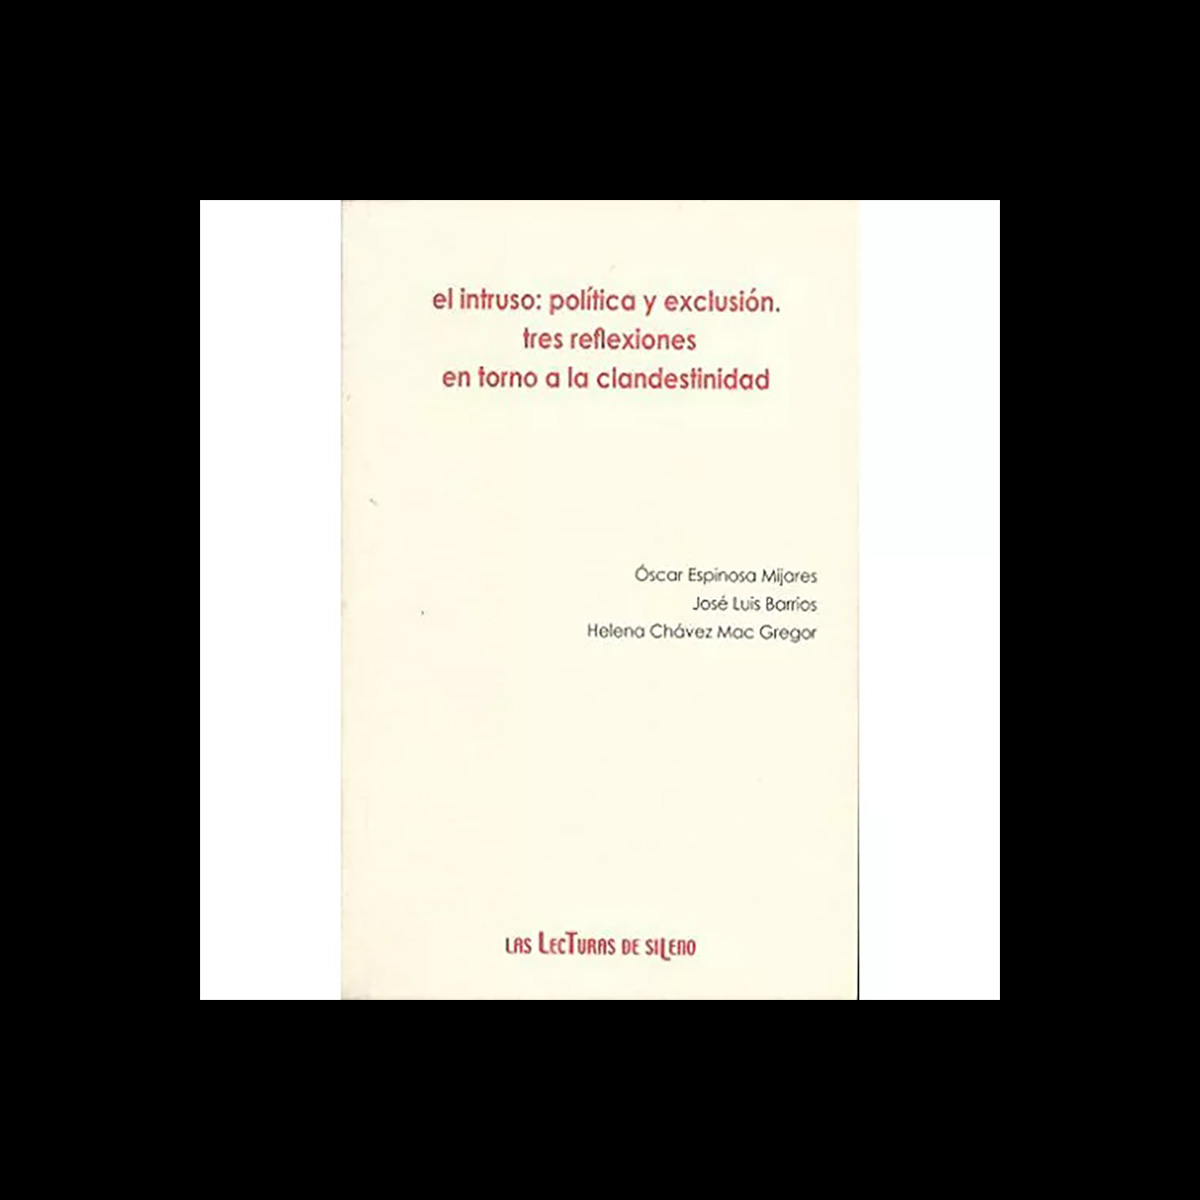 el intruso: política y exclusión.
tres reflexiones
en torno a la clandestinidad
Óscar Espinosa Mijares
José Luis Barrios
Helena Chávez Mac Gregor
LAS LECTURAS DE SILENO